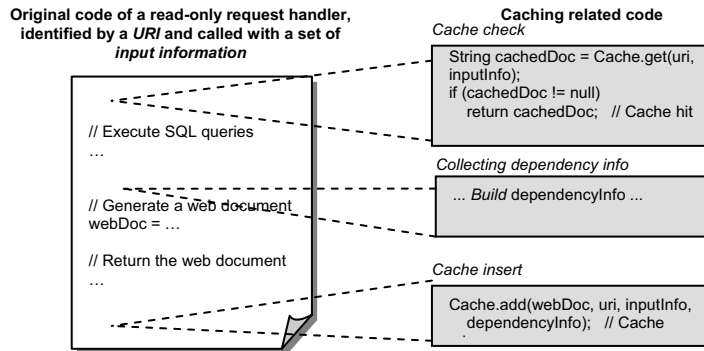 Original code of a read-only request handler,
identified by a URI and called with a set of
input information
// Execute SQL queries
…
// Generate a web document
webDoc = …
// Return the web document
…
Caching related code
Cache check
String cachedDoc = Cache.get(uri,
inputInfo);
if (cachedDoc != null)
return cachedDoc;   // Cache hit
Collecting dependency info
... Build dependencyInfo ...
Cache insert
Cache.add(webDoc, uri, inputInfo,
dependencyInfo);   // Cache